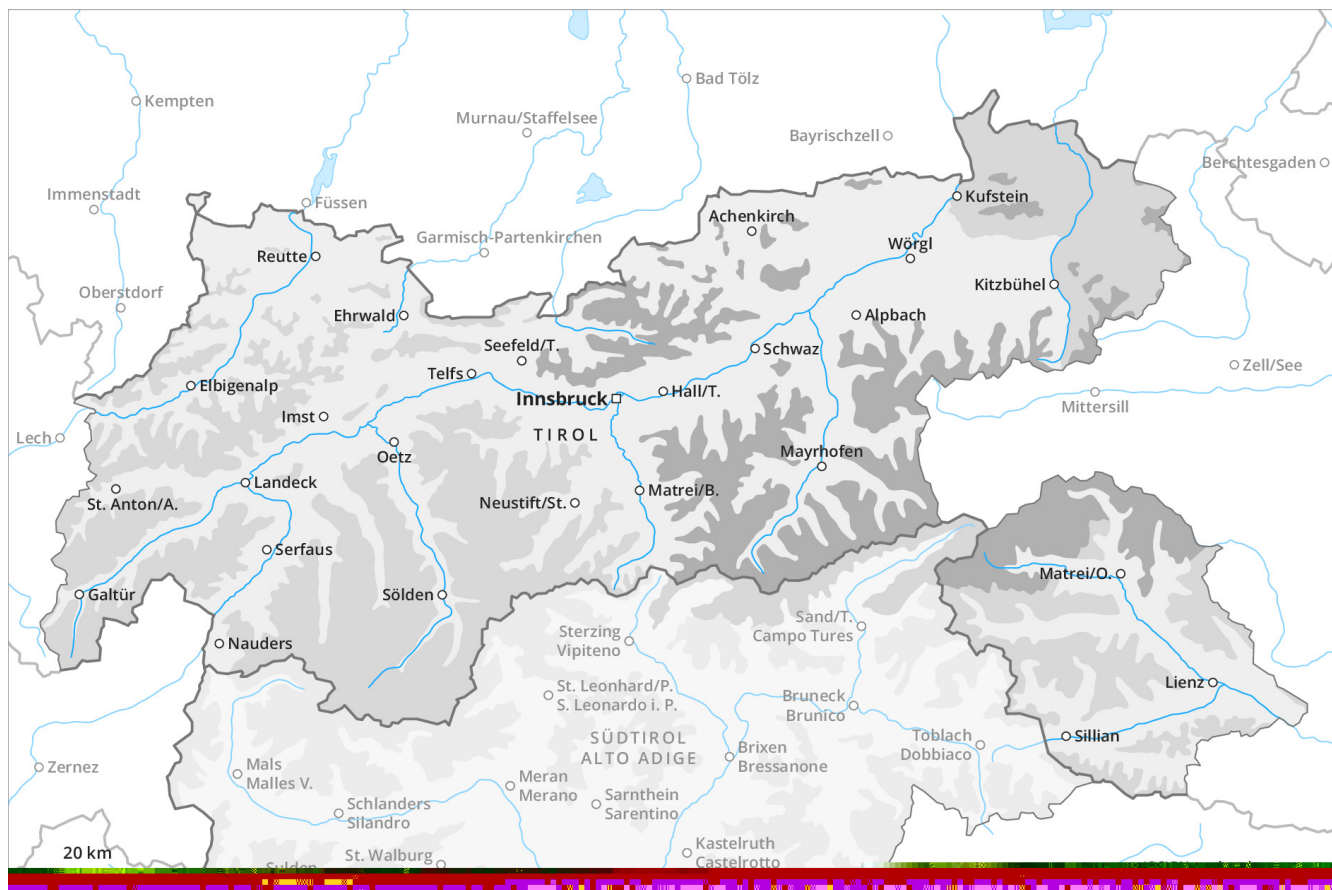 Kempten
Bad Tölz
Murnau/Staffelsee
Bayrischzell
Berchtesgaden
Immenstadt
Füssen
Kufstein
Achenkirch
Garmisch-Partenkirchen
Wörgl
Reutte
Kitzbühel
Oberstdorf
Ehrwald
Alpbach
Seefeld/T.
Schwaz
Zell/See
Telfs
Elbigenalp
Innsbruck
Hall/T.
Mittersill
Imst
TIROL
Lech
Oetz
Mayrhofen
Landeck
Matrei/B.
St. Anton/A.
Neustift/St.
Serfaus
Matrei/O.
Galtür
Sölden
Sand/T.
Campo Tures
Sterzing
Vipiteno
Nauders
Lienz
St. Leonhard/P.
S. Leonardo i. P.
Bruneck
Brunico
Sillian
Toblach
Dobbiaco
SÜDTIROL
ALTO ADIGE
Brixen
Bressanone
Zernez
Mals
Malles V.
Meran
Merano
Sarnthein
Sarentino
Schlanders
Silandro
20 km
St. Walburg
Kastelruth
Castelrotto
Sulden